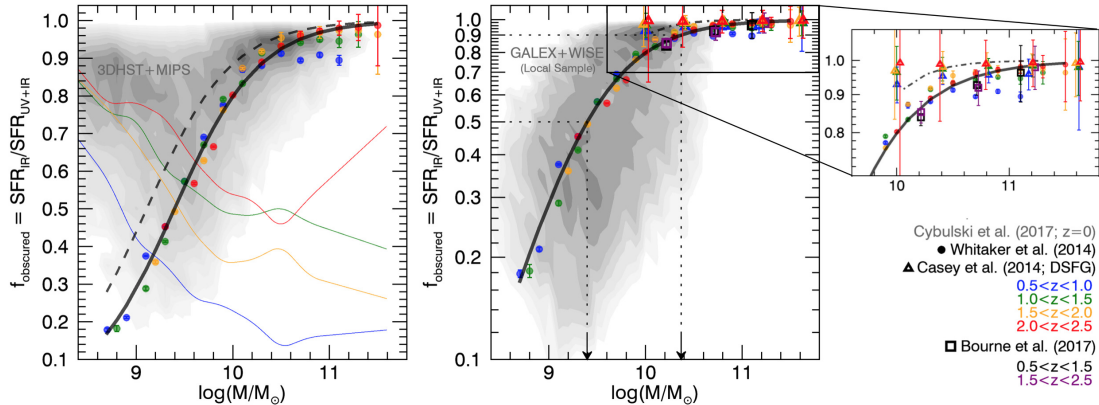 f_obscured = SFR_IR/SFR_UV+IR
1.0
0.9
0.8
0.7
0.6
0.5
0.4
0.3
0.2
0.1
3DHST+MIPS
9
10
11
log(M/M☉)
f_obscured = SFR_IR/SFR_UV+IR
1.0
0.9
0.7
0.5
0.4
0.3
0.2
0.1
GALEX+WISE
(Local Sample)
9
10
11
log(M/M☉)
1.0
0.9
0.8
10
11
Cybulski et al. (2017; z=0)
Whitaker et al. (2014)
Casey et al. (2014; DSFG)
0.5<z<1.0
1.0<z<1.5
1.5<z<2.0
2.0<z<2.5
Bourne et al. (2017)
0.5<z<1.5
1.5<z<2.5